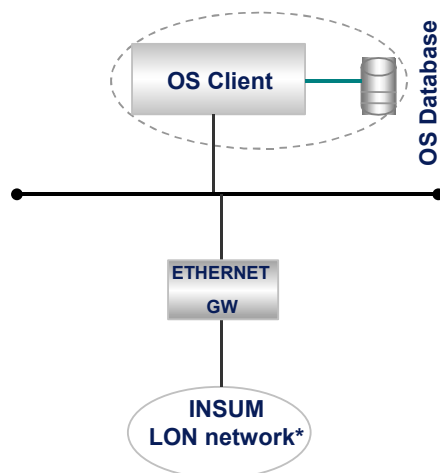 OS Client
OS Database
ETHERNET
GW
INSUM
LON network*